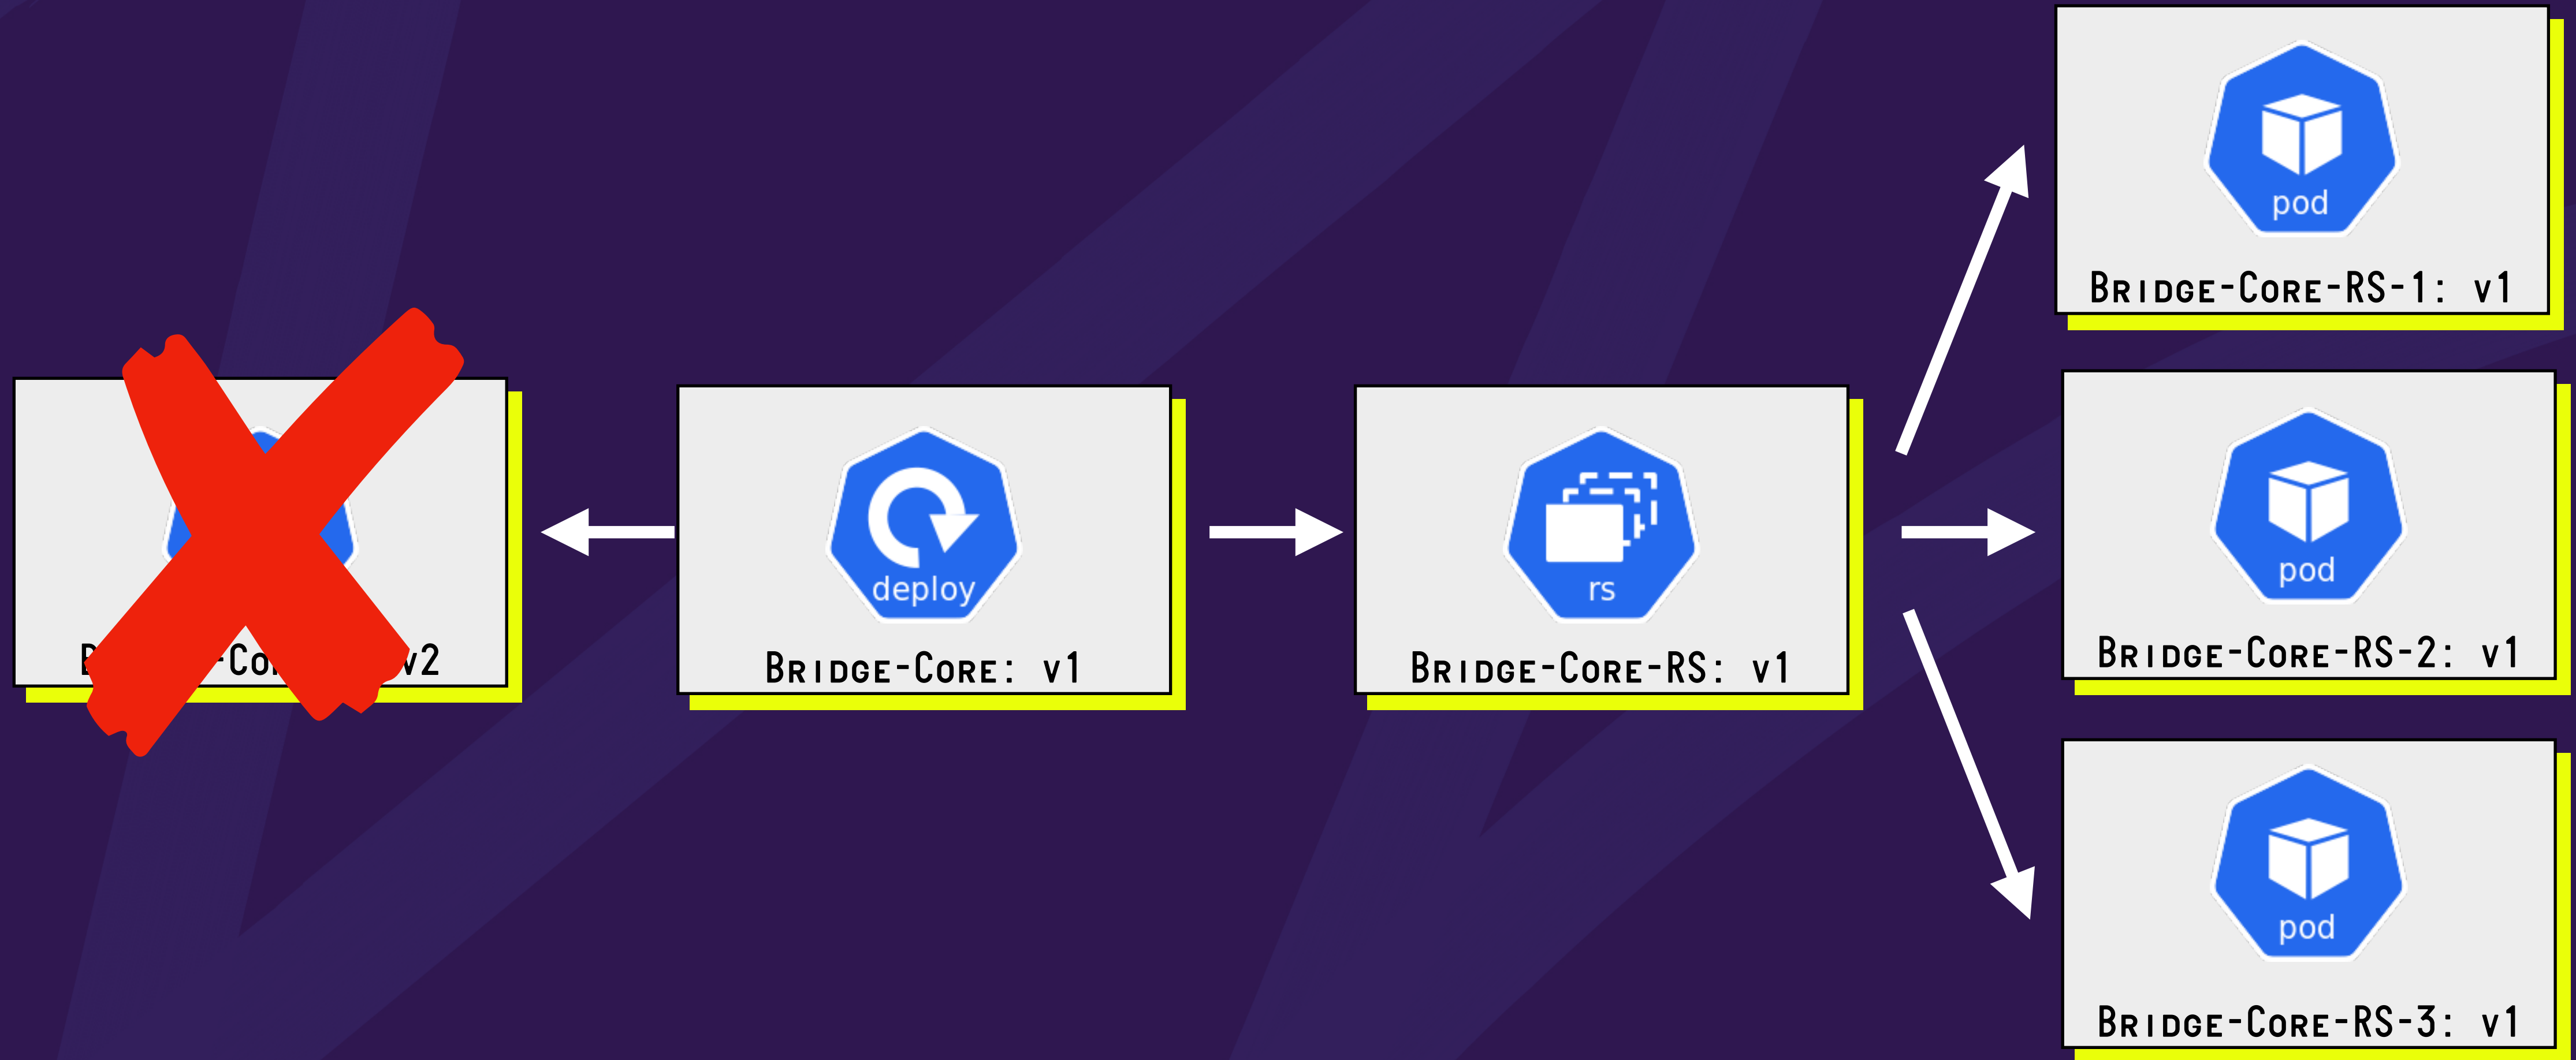 pod
Bridge-Core-RS-1: v1
v2
deploy
Bridge-Core: v1
rs
Bridge-Core-RS: v1
pod
Bridge-Core-RS-2: v1
pod
Bridge-Core-RS-3: v1